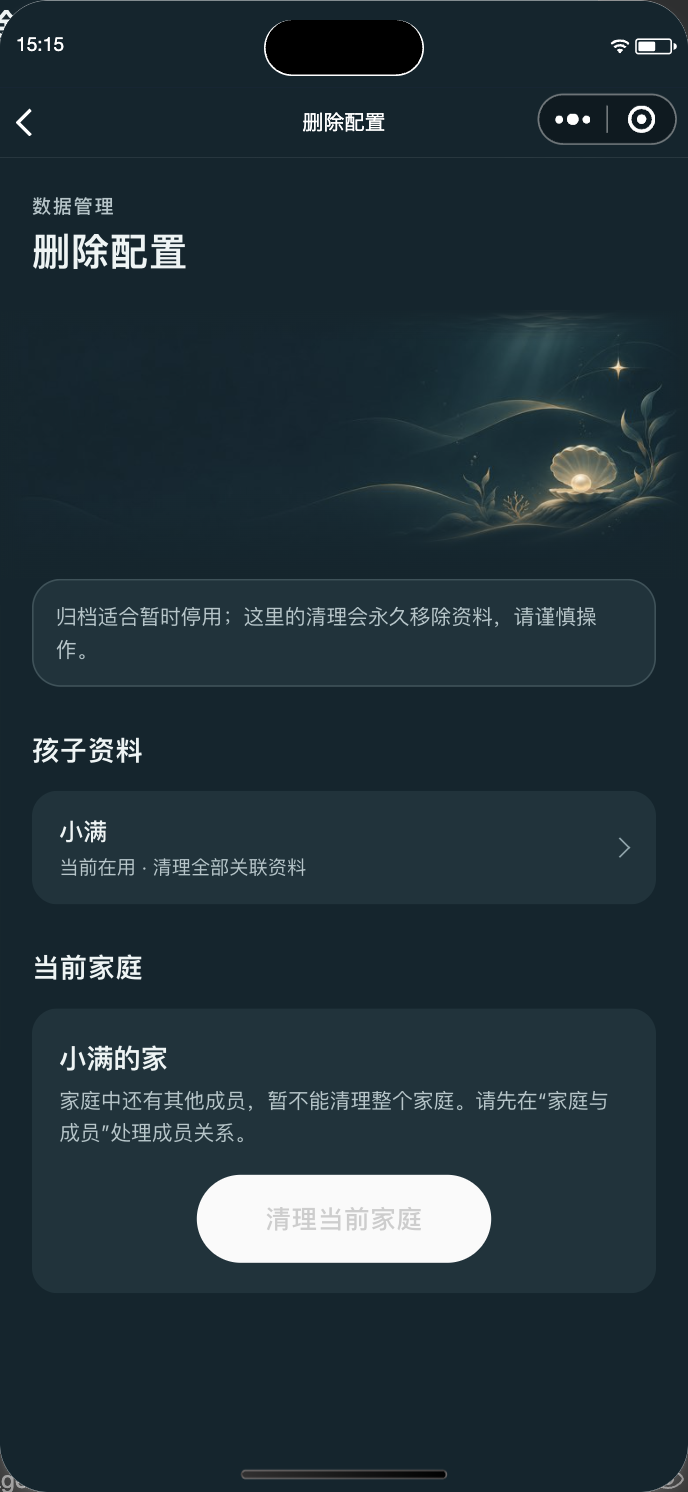 15:15
删除配置
数据管理
删除配置
归档适合暂时停用；这里的清理会永久移除资料，请谨慎操
作。
孩子资料
小满
当前在用 · 清理全部关联资料
当前家庭
小满的家
家庭中还有其他成员，暂不能清理整个家庭。请先在“家庭与
成员”处理成员关系。
清理当前家庭